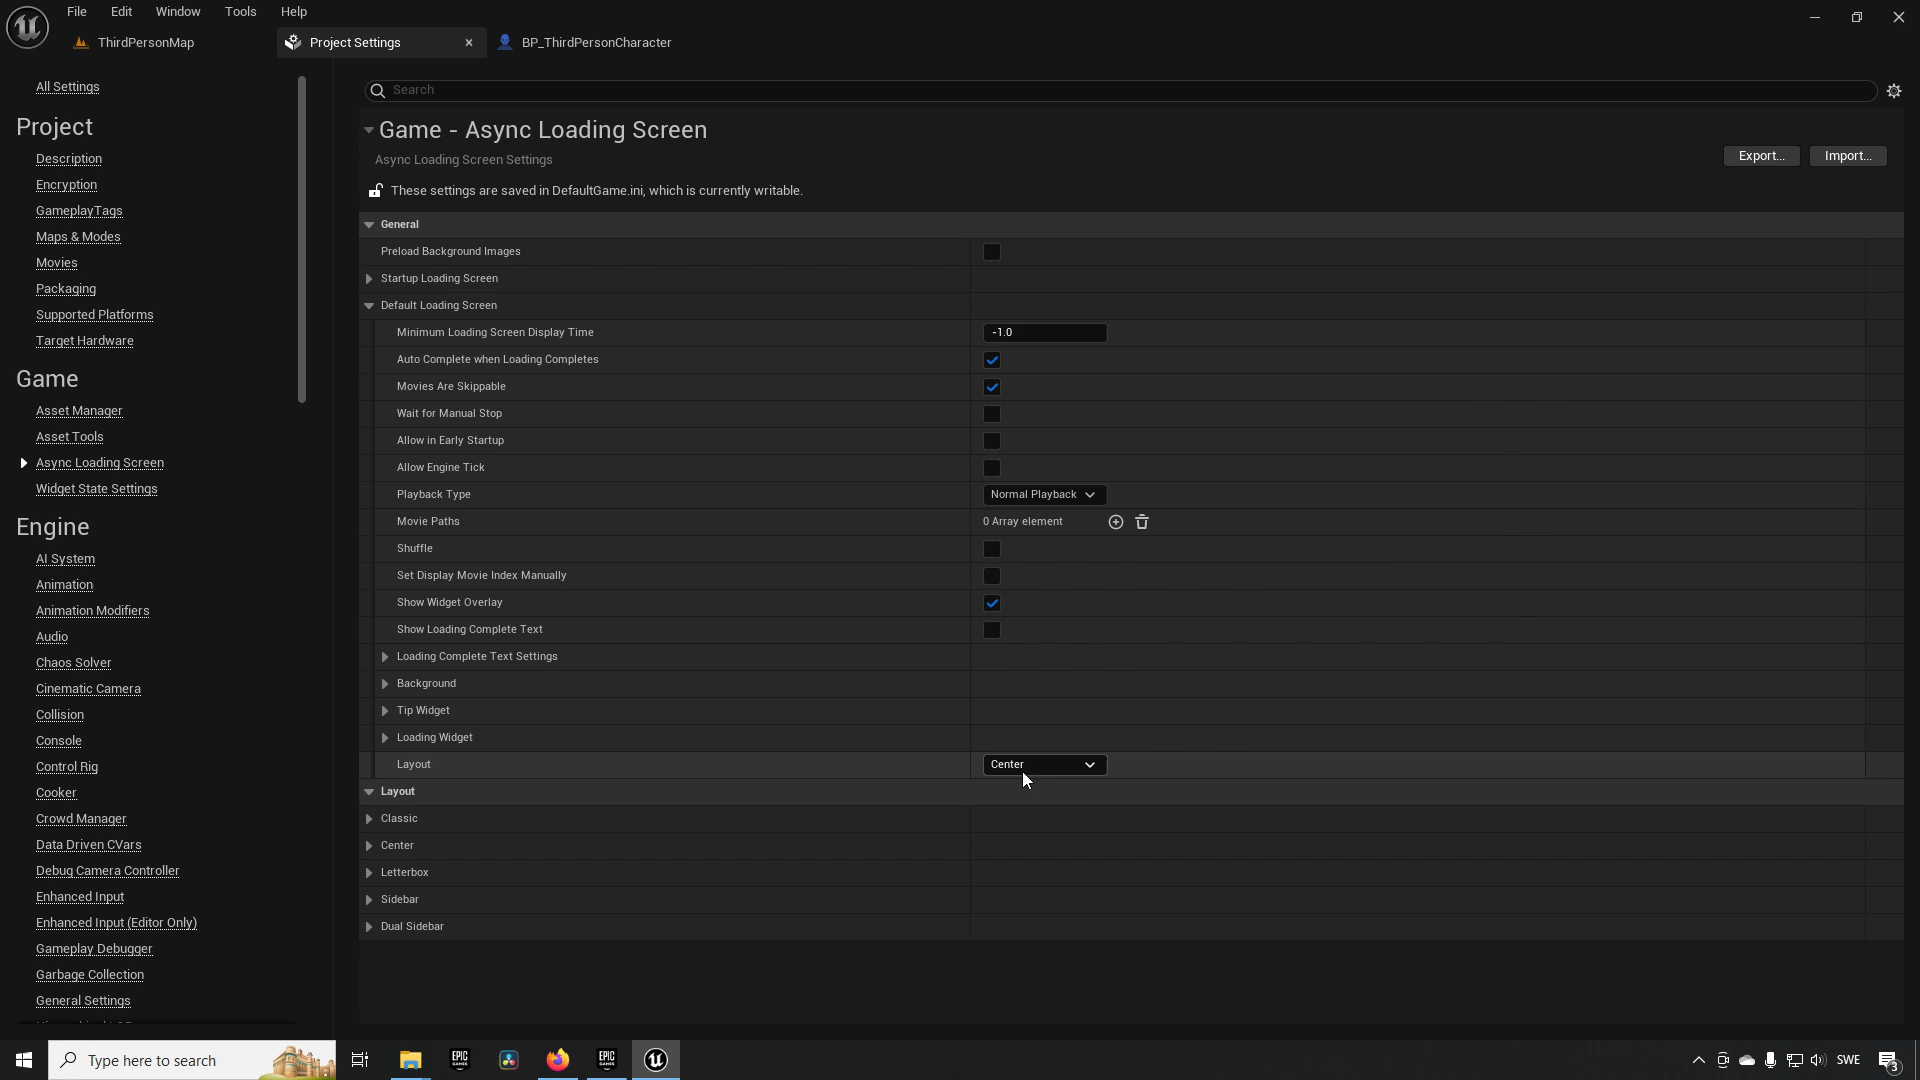 File Edit Window Tools Help
ThirdPersonMap Project Settings BP_ThirdPersonCharacter
All Settings
Project
Description
Encryption
GameplayTags
Maps & Modes
Movies
Packaging
Supported Platforms
Target Hardware
Game
Asset Manager
Asset Tools
Async Loading Screen
Widget State Settings
Engine
AI System
Animation
Animation Modifiers
Audio
Chaos Solver
Cinematic Camera
Collision
Console
Control Rig
Cooker
Crowd Manager
Data Driven CVars
Debug Camera Controller
Enhanced Input
Enhanced Input (Editor Only)
Gameplay Debugger
Garbage Collection
General Settings
Search
Game - Async Loading Screen
Async Loading Screen Settings
Export... Import...
These settings are saved in DefaultGame.ini, which is currently writable.
General
Preload Background Images
Startup Loading Screen
Default Loading Screen
Minimum Loading Screen Display Time -1.0
Auto Complete when Loading Completes
Movies Are Skippable
Wait for Manual Stop
Allow in Early Startup
Allow Engine Tick
Playback Type Normal Playback
Movie Paths 0 Array element
Shuffle
Set Display Movie Index Manually
Show Widget Overlay
Show Loading Complete Text
Loading Complete Text Settings
Background
Tip Widget
Loading Widget
Layout Center
Layout
Classic
Center
Letterbox
Sidebar
Dual Sidebar
Type here to search EPIC GAMES EPIC GAMES SWE 3